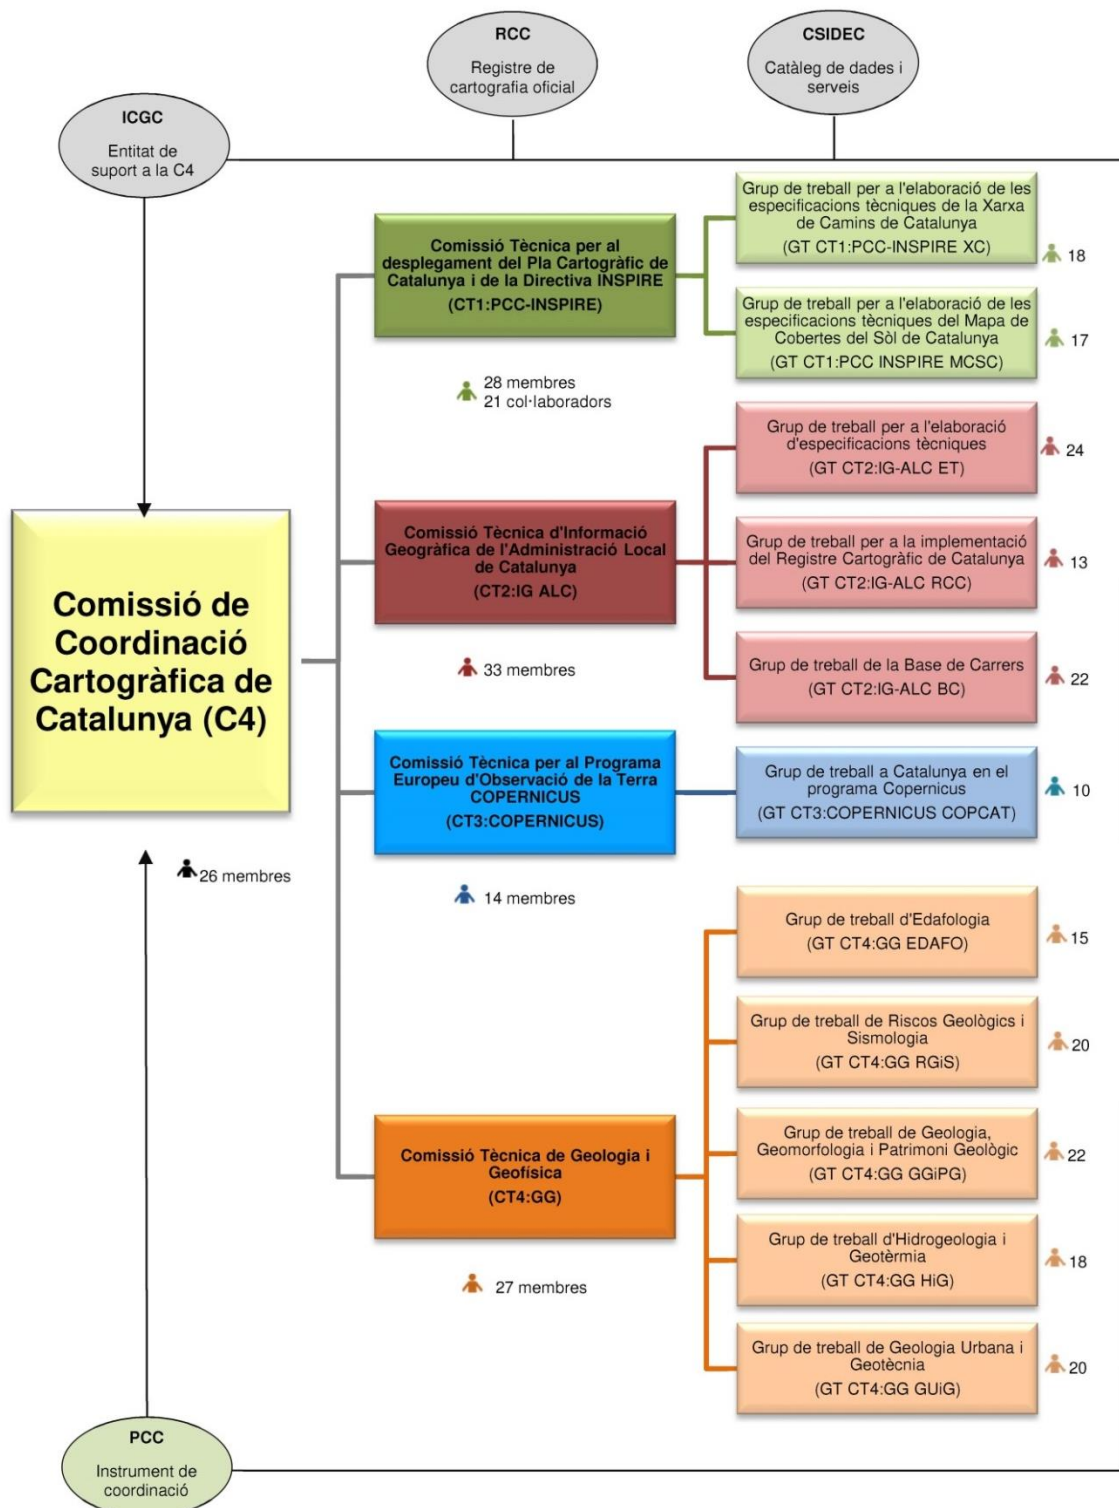 RCC
Registre de
cartografia oficial
CSIDEC
Catàleg de dades i
serveis
ICGC
Entitat de
suport a la C4
Comissió de
Coordinació
Cartogràfica de
Catalunya (C4)
26 membres
PCC
Instrument de
coordinació
Comissió Tècnica per al
desplegament del Pla Cartogràfic de
Catalunya i de la Directiva INSPIRE
(CT1:PCC-INSPIRE)
28 membres
21 col·laboradors
Grup de treball per a l'elaboració de les
especificacions tècniques de la Xarxa
de Camins de Catalunya
(GT CT1:PCC-INSPIRE XC)
18
Grup de treball per a l'elaboració de les
especificacions tècniques del Mapa de
Cobertes del Sòl de Catalunya
(GT CT1:PCC INSPIRE MCSC)
17
Comissió Tècnica d'Informació
Geogràfica de l'Administració Local
de Catalunya
(CT2:IG ALC)
33 membres
Grup de treball per a l'elaboració
d'especificacions tècniques
(GT CT2:IG-ALC ET)
24
Grup de treball per a la implementació
del Registre Cartogràfic de Catalunya
(GT CT2:IG-ALC RCC)
13
Grup de treball de la Base de Carrers
(GT CT2:IG-ALC BC)
22
Comissió Tècnica per al Programa
Europeu d'Observació de la Terra
COPERNICUS
(CT3:COPERNICUS)
14 membres
Grup de treball a Catalunya en el
programa Copernicus
(GT CT3:COPERNICUS COPCAT)
10
Comissió Tècnica de Geologia i
Geofísica
(CT4:GG)
27 membres
Grup de treball d'Edafologia
(GT CT4:GG EDAFO)
15
Grup de treball de Riscos Geològics i
Sismologia
(GT CT4:GG RGiS)
20
Grup de treball de Geologia,
Geomorfologia i Patrimoni Geològic
(GT CT4:GG GGiPG)
22
Grup de treball d'Hidrogeologia i
Geotèrmia
(GT CT4:GG HiG)
18
Grup de treball de Geologia Urbana i
Geotècnia
(GT CT4:GG GUiG)
20